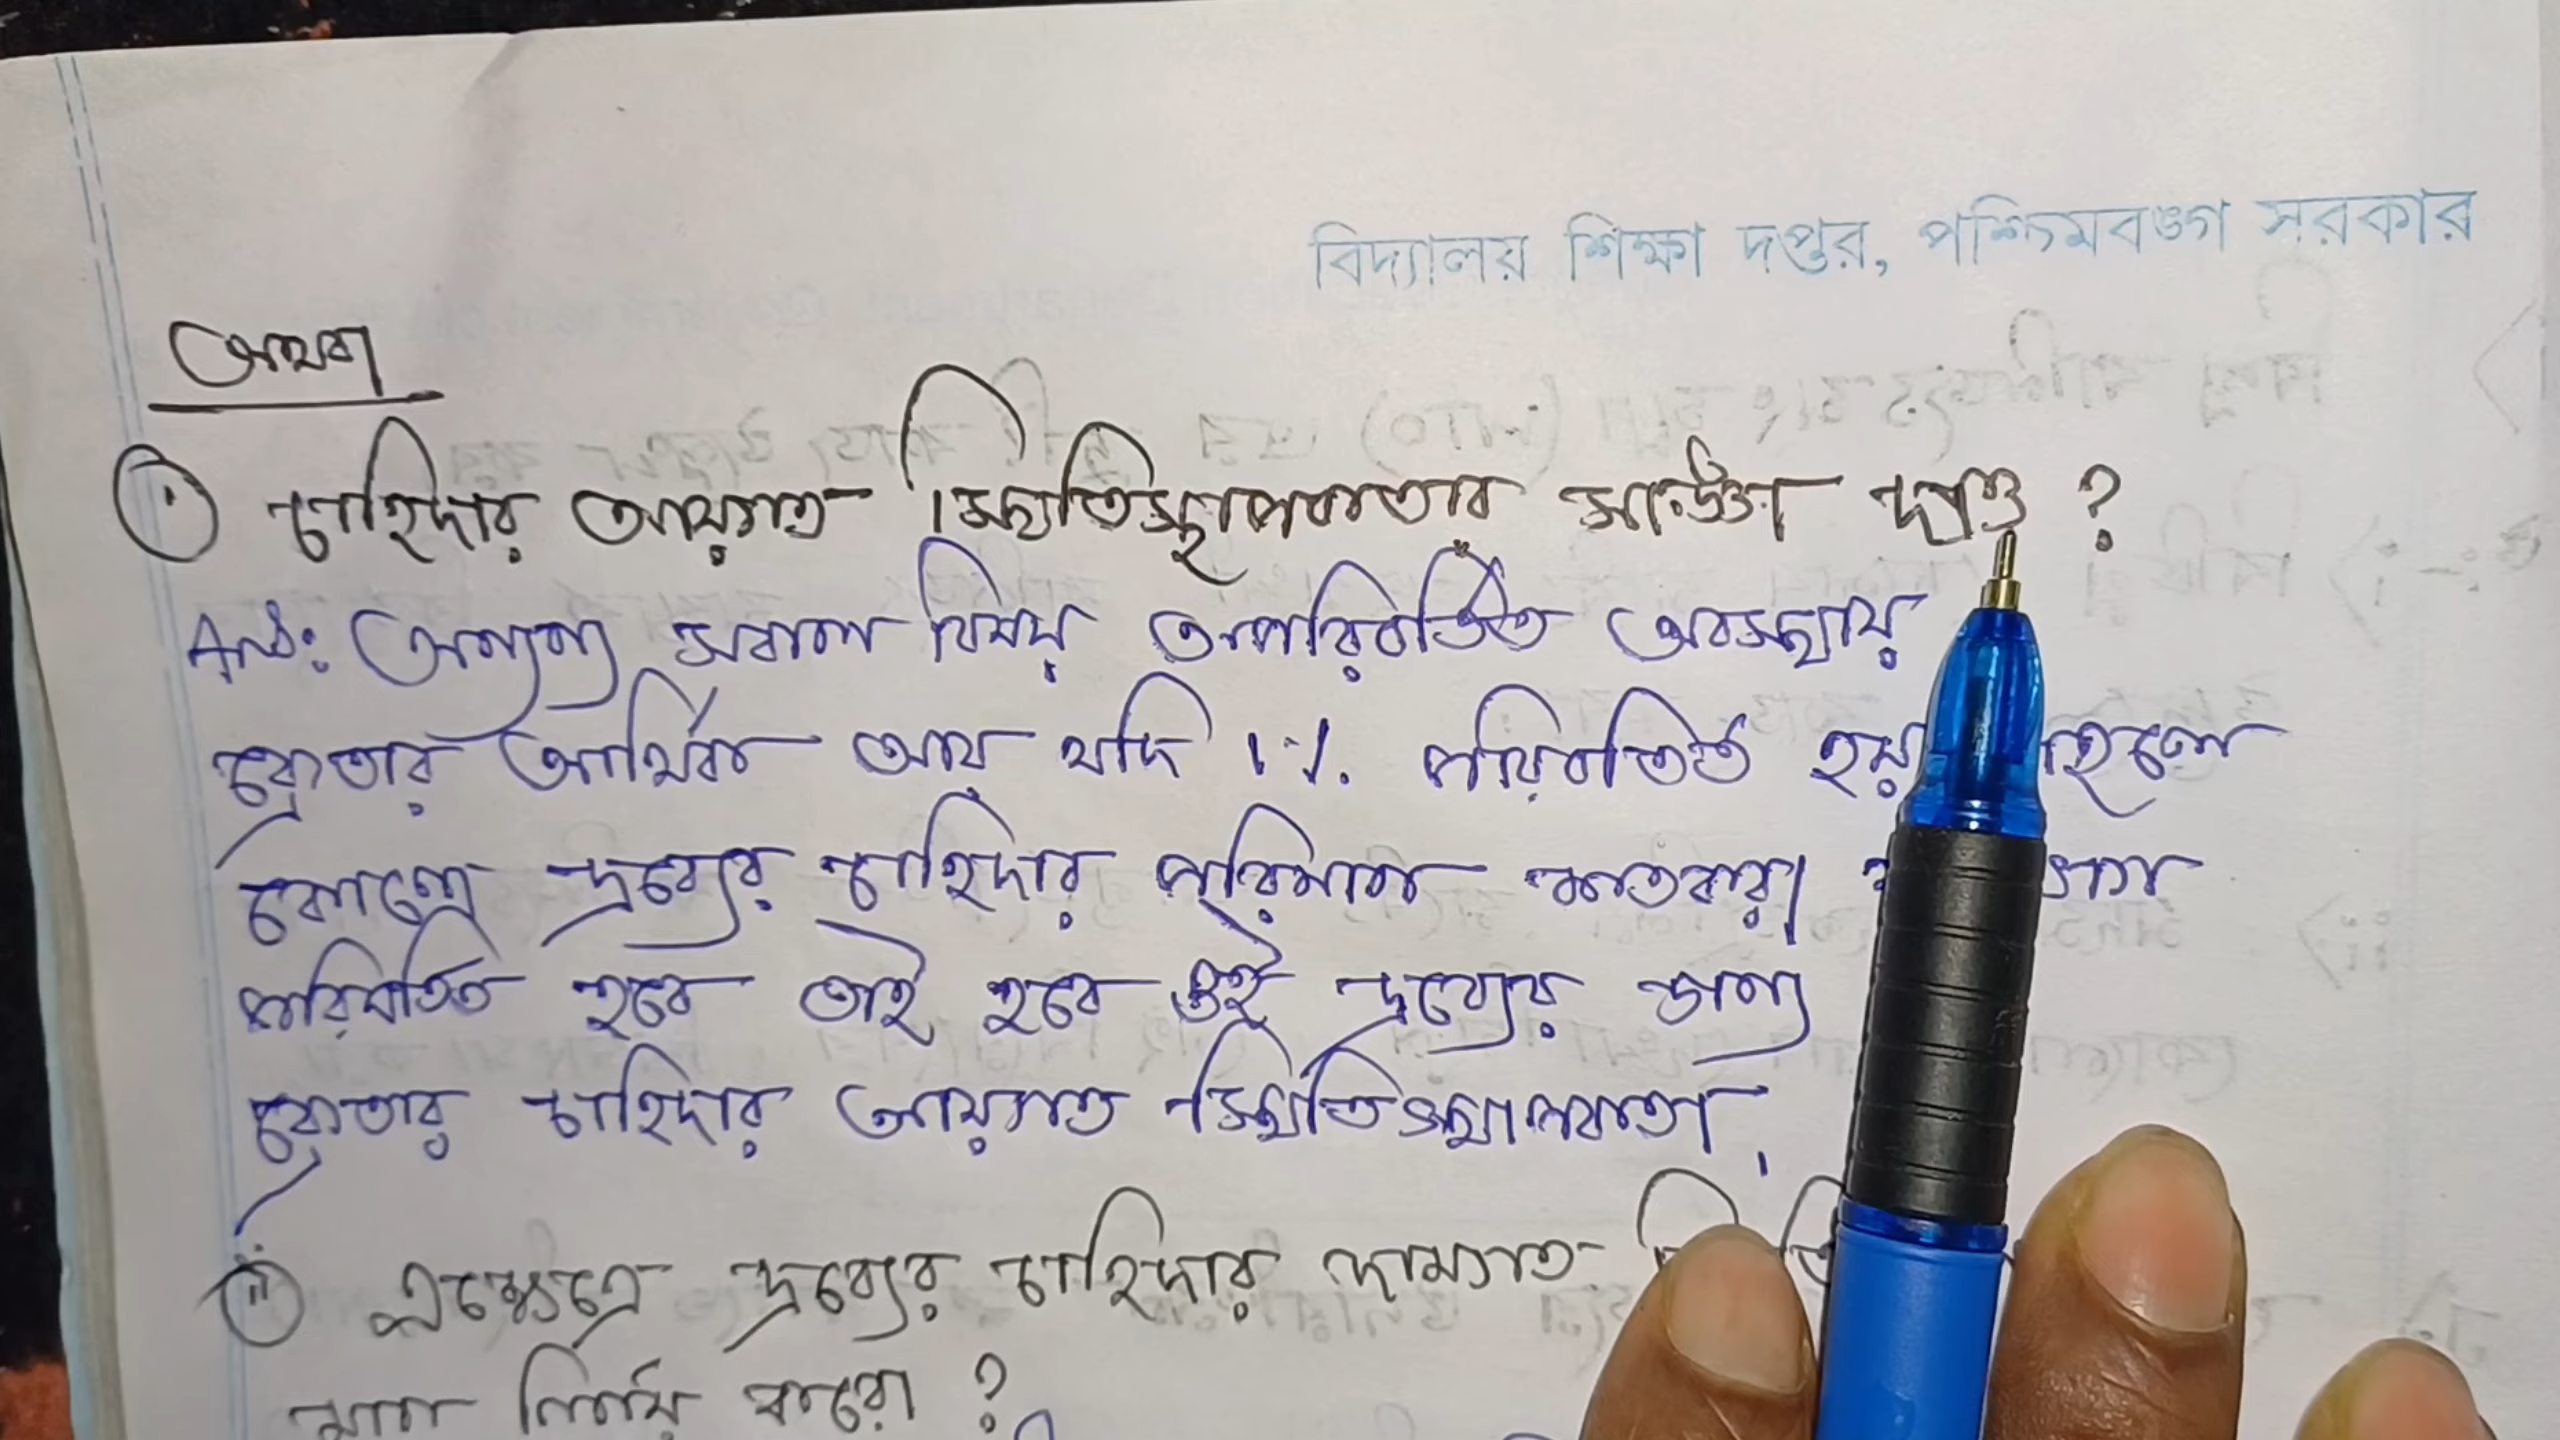 বিদ্যালয় শিক্ষা দপ্তর, পশ্চিমবঙ্গ সরকার
অথবা
চাহিদার আয়গত স্থিতিস্থাপকতার সংজ্ঞা দাও ?
Ans: অন্যান্য সকল বিষয় অপরিবর্তিত অবস্থায়
ক্রেতার আর্থিক আয় যদি 1% পরিবর্তিত হয়
কোনো দ্রব্যের চাহিদার পরিমাণ শতকরা
পরিবর্তিত হবে তাই হবে ওই দ্রব্যের জন্য
ক্রেতার চাহিদার আয়গত স্থিতিস্থাপকতা
এক্ষেত্রে দ্রব্যের চাহিদার দামগত
মান নির্ণয় করো ?